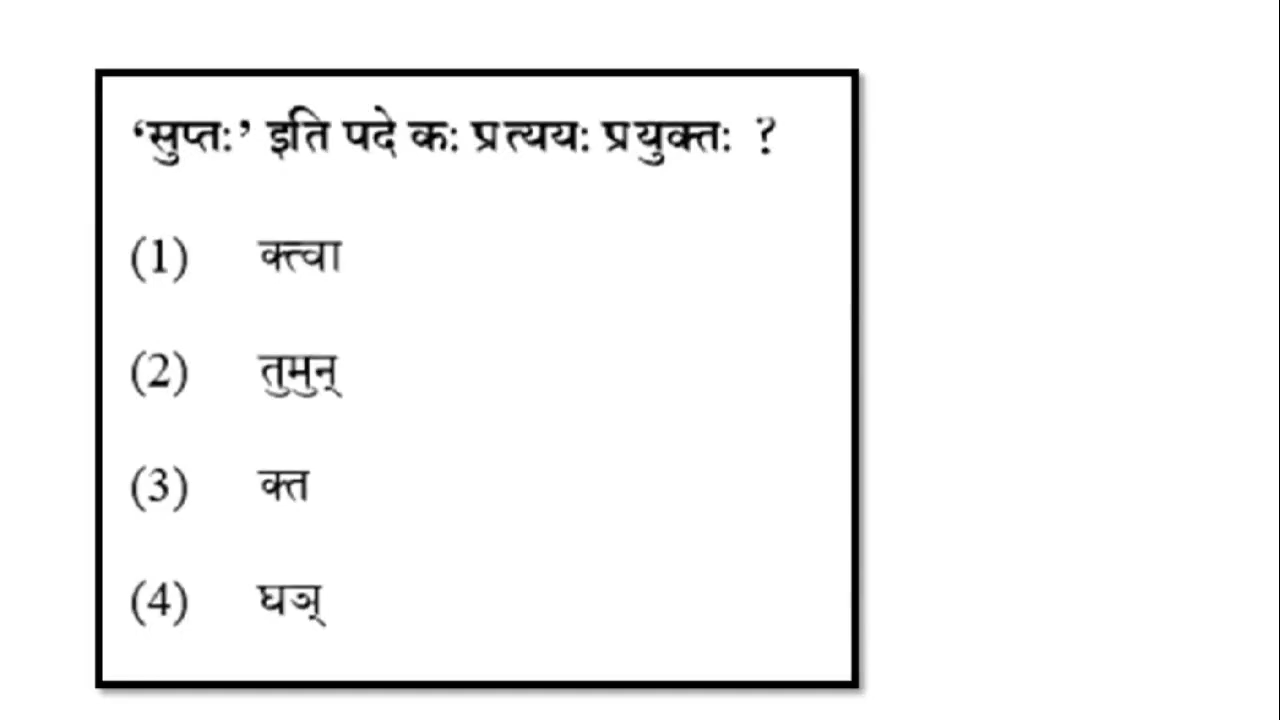 ‘सुप्तः’ इति पदे कः प्रत्ययः प्रयुक्तः ?
(1) क्त्वा
(2) तुमुन्
(3) क्त
(4) घञ्